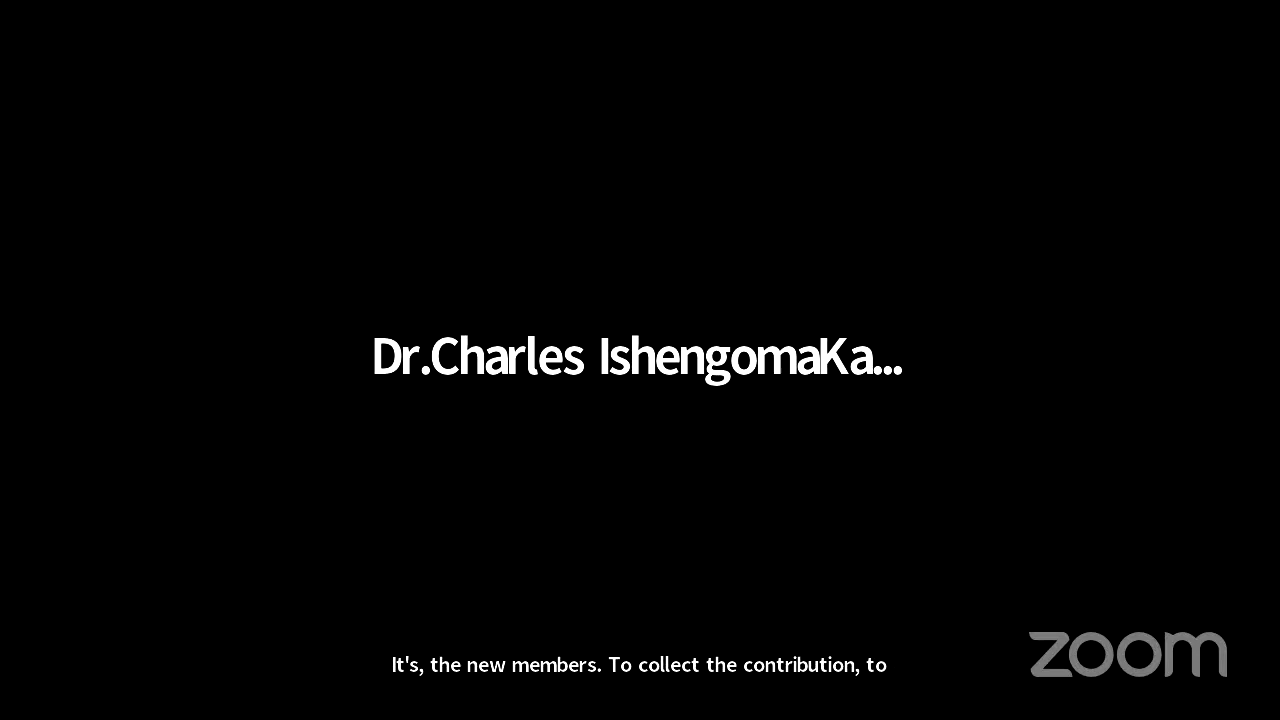 Dr.Charles IshengomaKa...
It's, the new members. To collect the contribution, to
zoom